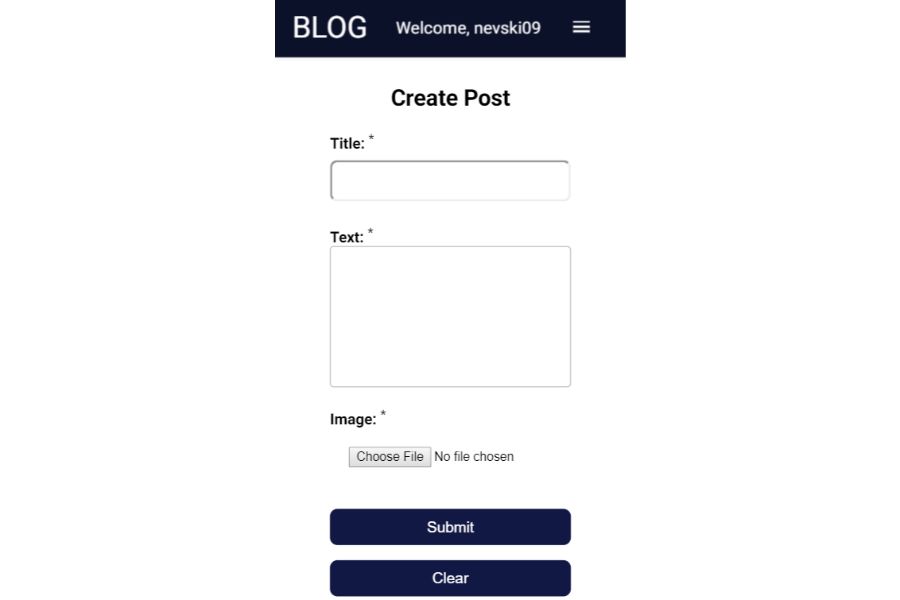 BLOG Welcome, nevski09
Create Post
Title: *
Text: *
Image: *
Choose File No file chosen
Submit
Clear